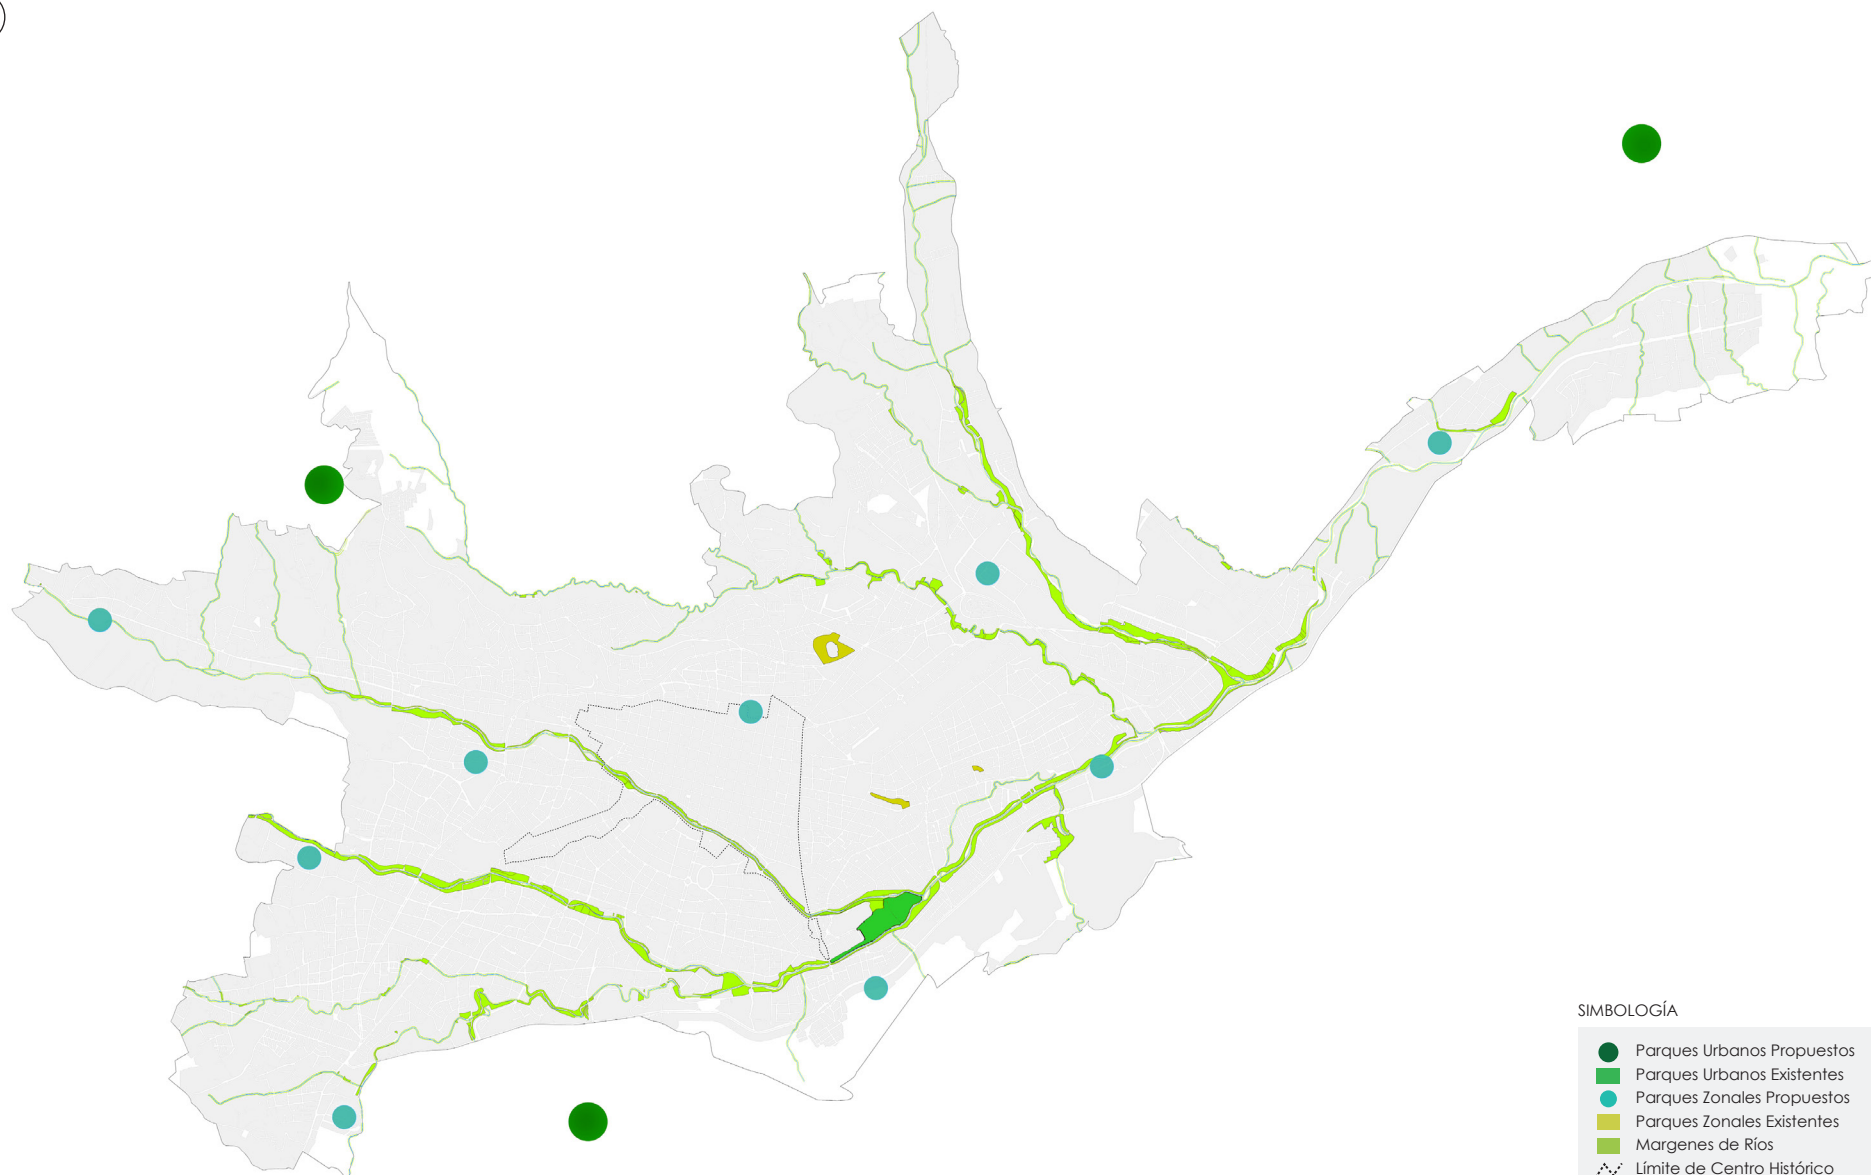 SIMBOLOGÍA
Parques Urbanos Propuestos
Parques Urbanos Existentes
Parques Zonales Propuestos
Parques Zonales Existentes
Margenes de Ríos
Límite de Centro Histórico